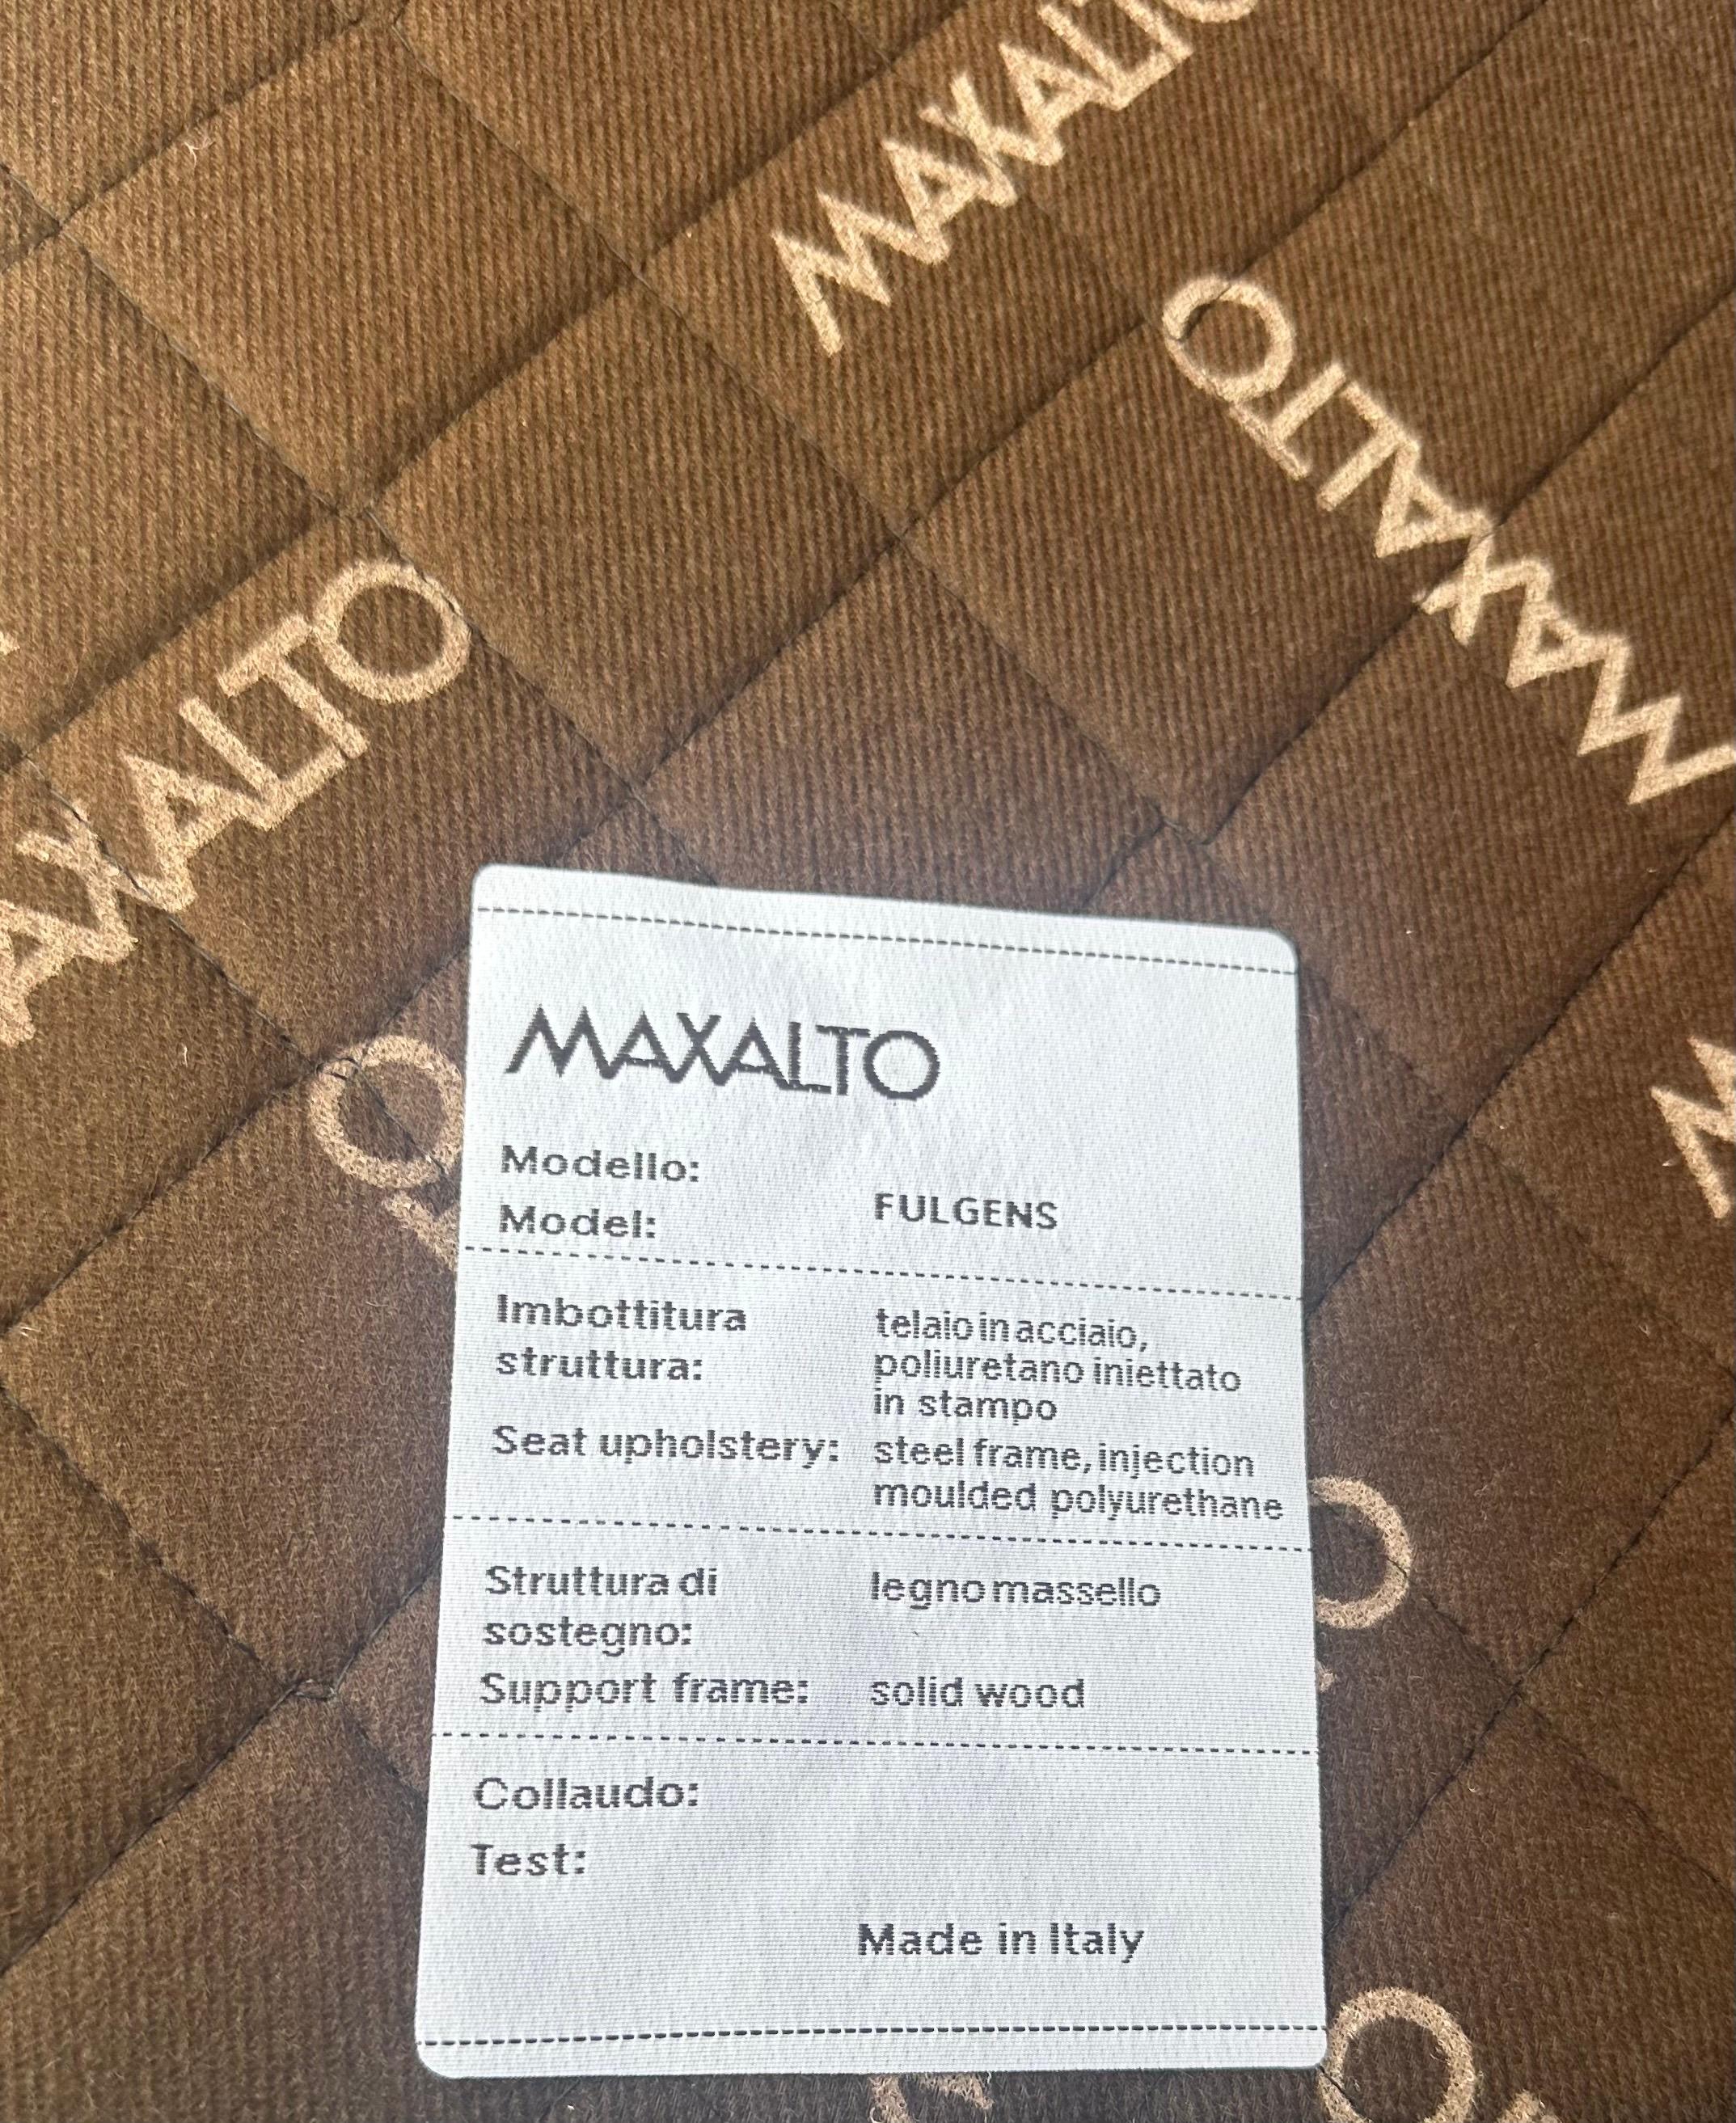 MAXALTO
MAXALTO
MAXALTO
MAXALTO
Modello:
Model:
FULGENS
Imbottitura
struttura:
telaio in acciaio,
poliuretano iniettato
in stampo
Seat upholstery:
steel frame, injection
moulded polyurethane
Struttura di
sostegno:
legno massello
Support frame:
solid wood
Collaudo:
Test:
Made in Italy